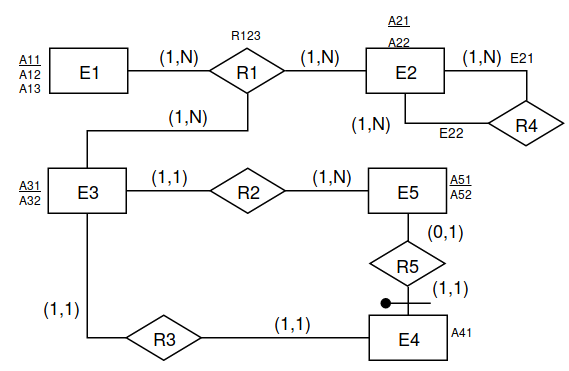 A21
R123
A11
A12
A13
E1
(1,N)
R1
(1,N)
A22
E2
(1,N)
E21
(1,N)
(1,N)
E22
R4
A31
A32
E3
(1,1)
R2
(1,N)
E5
A51
A52
(0,1)
R5
(1,1)
(1,1)
R3
(1,1)
E4
A41